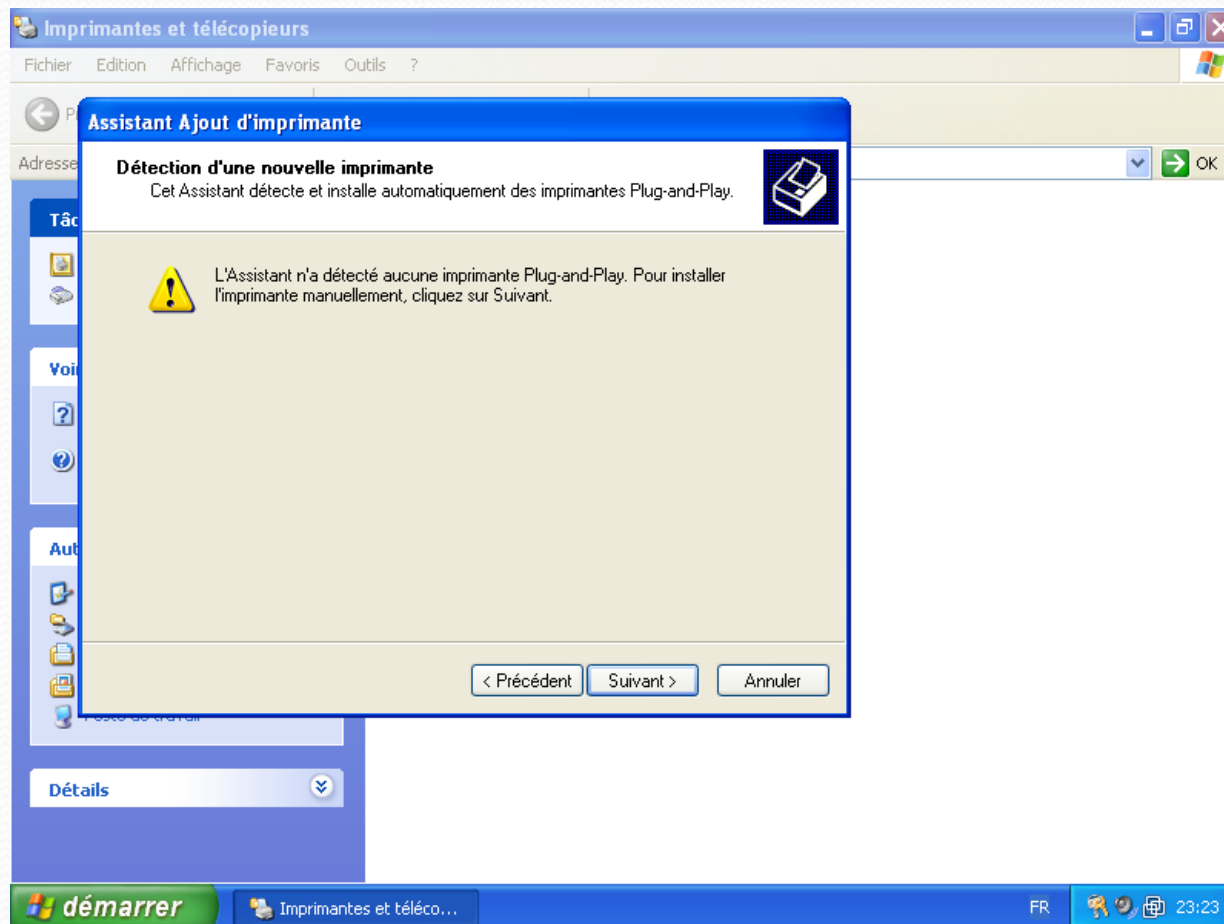 Imprimantes et télécopieurs
Fichier Edition Affichage Favoris Outils ?
Assistant Ajout d'imprimante
Adresse
OK
Détection d'une nouvelle imprimante
Cet Assistant détecte et installe automatiquement des imprimantes Plug-and-Play.
L'Assistant n'a détecté aucune imprimante Plug-and-Play. Pour installer
l'imprimante manuellement, cliquez sur Suivant.
< Précédent Suivant > Annuler
Détails
démarrer Imprimantes et téléco... FR 23:23